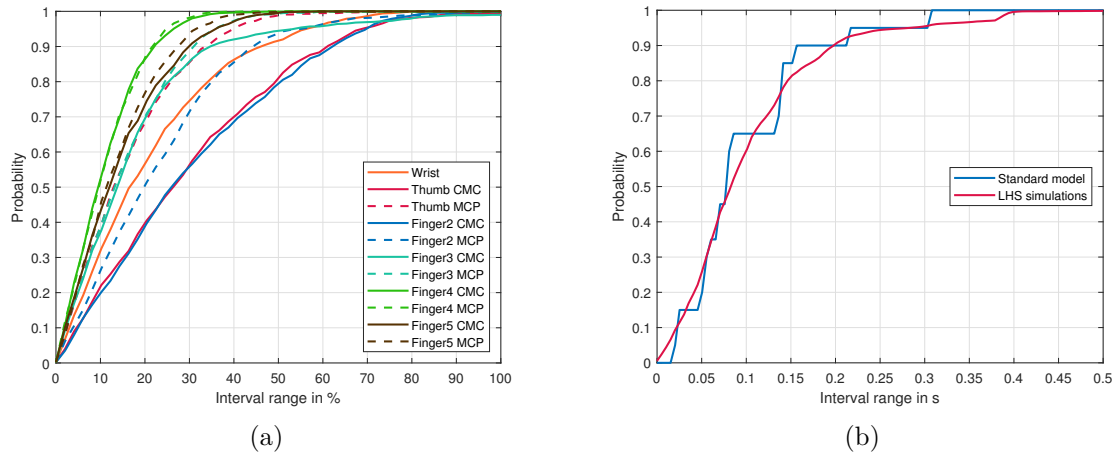 1
0.9
0.8
0.7
0.6
0.5
0.4
0.3
0.2
0.1
0
Probability
0 10 20 30 40 50 60 70 80 90 100
Interval range in %
Wrist
Thumb CMC
Thumb MCP
Finger2 CMC
Finger2 MCP
Finger3 CMC
Finger3 MCP
Finger4 CMC
Finger4 MCP
Finger5 CMC
Finger5 MCP
(a)
1
0.9
0.8
0.7
0.6
0.5
0.4
0.3
0.2
0.1
0
Probability
0 0.05 0.1 0.15 0.2 0.25 0.3 0.35 0.4 0.45 0.5
Interval range in s
Standard model
LHS simulations
(b)